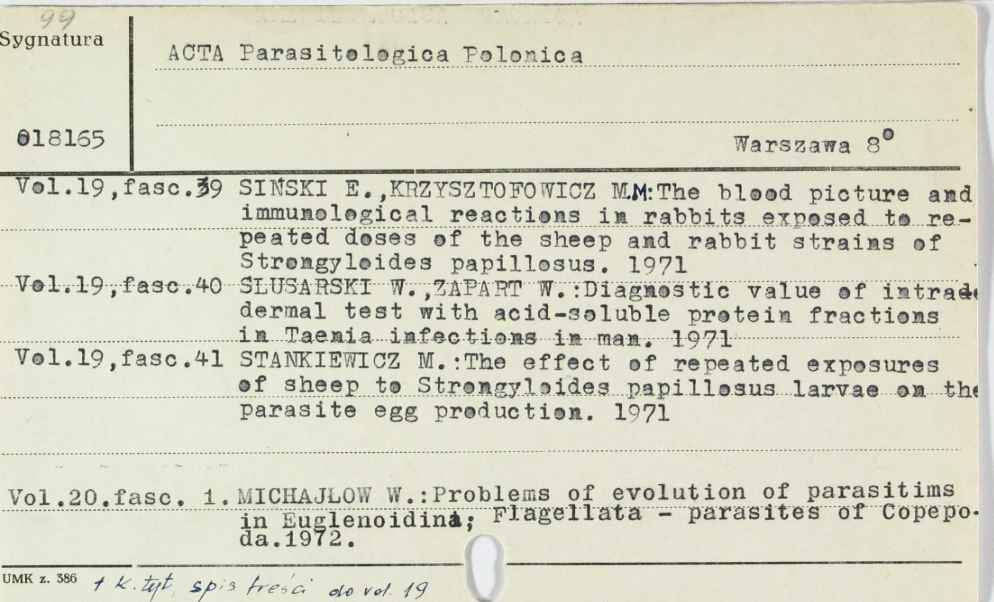 99
Sygnatura
ACTA Parasitologica Polonica
018165
Warszawa 8°
Vol.19,fasc.39 SIŃSKI E.,KRZYSZTOFOWICZ M.M:The blood picture and
immunological reactions in rabbits exposed to re-
peated doses of the sheep and rabbit strains of
Strongyloides papillosus. 1971
Vol.19,fasc.40 SLUSARSKI W.,ZAPART W.:Diagnostic value of intrade
dermal test with acid-soluble protein fractions
in Taenia infections in man. 1971
Vol.19,fasc.41 STANKIEWICZ M.:The effect of repeated exposures
of sheep to Strongyloides papillosus larvae on the
parasite egg production. 1971
Vol.20.fasc. 1. MICHAJŁOW W.:Problems of evolution of parasitims
in Euglenoidina; Flagellata - parasites of Copepo-
da.1972.
UMK z. 386 + k. tyt, spis treści do vol. 19